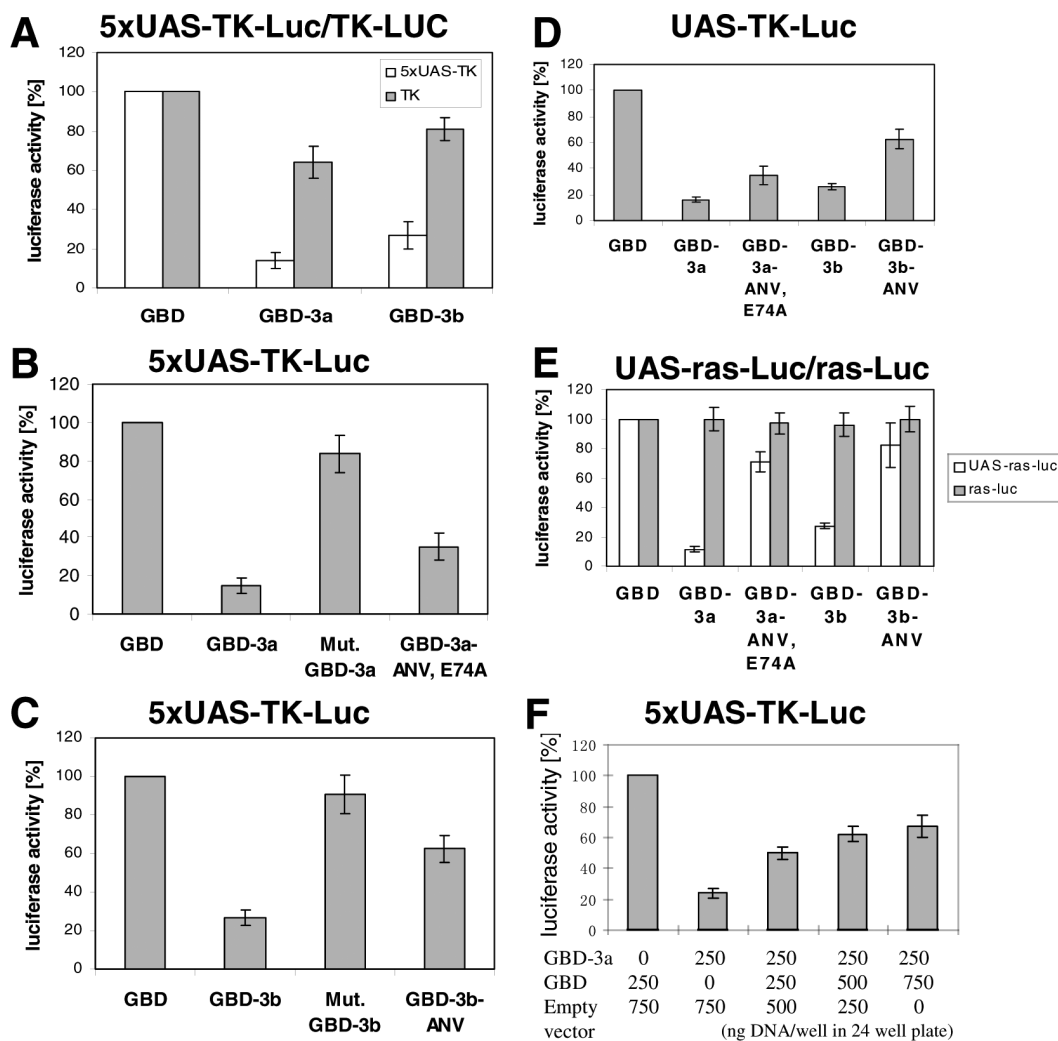 A 5xUAS-TK-Luc/TK-LUC
luciferase activity [%]
120
100
80
60
40
20
0
5xUAS-TK
TK
GBD GBD-3a GBD-3b
B 5xUAS-TK-Luc
luciferase activity [%]
120
100
80
60
40
20
0
GBD GBD-3a Mut. GBD-3a-
GBD-3a ANV, E74A
C 5xUAS-TK-Luc
luciferase activity [%]
120
100
80
60
40
20
0
GBD GBD-3b Mut. GBD-3b-
GBD-3b ANV
D UAS-TK-Luc
luciferase activity [%]
120
100
80
60
40
20
0
GBD GBD- GBD- GBD- GBD-
3a 3a- 3b 3b-
ANV, ANV
E74A
E UAS-ras-Luc/ras-Luc
luciferase activity [%]
120
100
80
60
40
20
0
UAS-ras-luc
ras-luc
GBD GBD- GBD- GBD- GBD-
3a 3a- 3b 3b-
ANV, ANV
E74A
F 5xUAS-TK-Luc
luciferase activity [%]
120
100
80
60
40
20
0
GBD-3a 0 250 250 250 250
GBD 250 0 250 500 750
Empty 750 750 500 250 0
vector (ng DNA/well in 24 well plate)